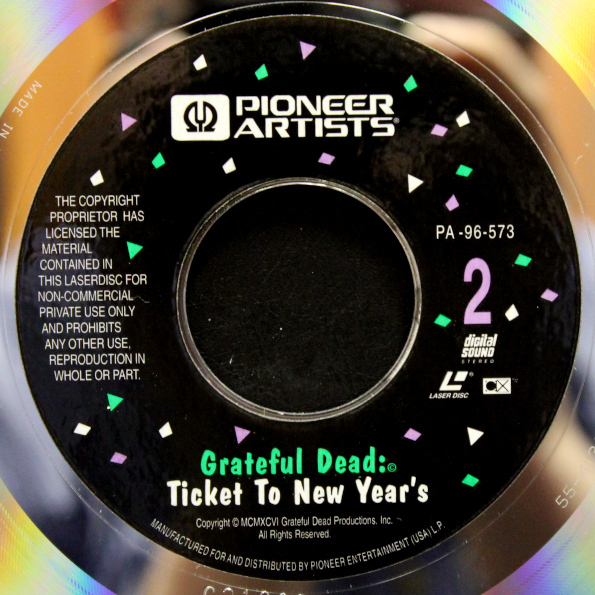 MADE IN
PIONEER
ARTISTS®
THE COPYRIGHT
PROPRIETOR HAS
LICENSED THE
MATERIAL
CONTAINED IN
THIS LASERDISC FOR
NON-COMMERCIAL
PRIVATE USE ONLY
AND PROHIBITS
ANY OTHER USE,
REPRODUCTION IN
WHOLE OR PART.
PA-96-573
2
digital
SOUND
STEREO
LASER DISC
CX
Grateful Dead:©
Ticket To New Year's
Copyright © MCMXCVI Grateful Dead Productions, Inc.
All Rights Reserved.
MANUFACTURED FOR AND DISTRIBUTED BY PIONEER ENTERTAINMENT (USA) L.P.